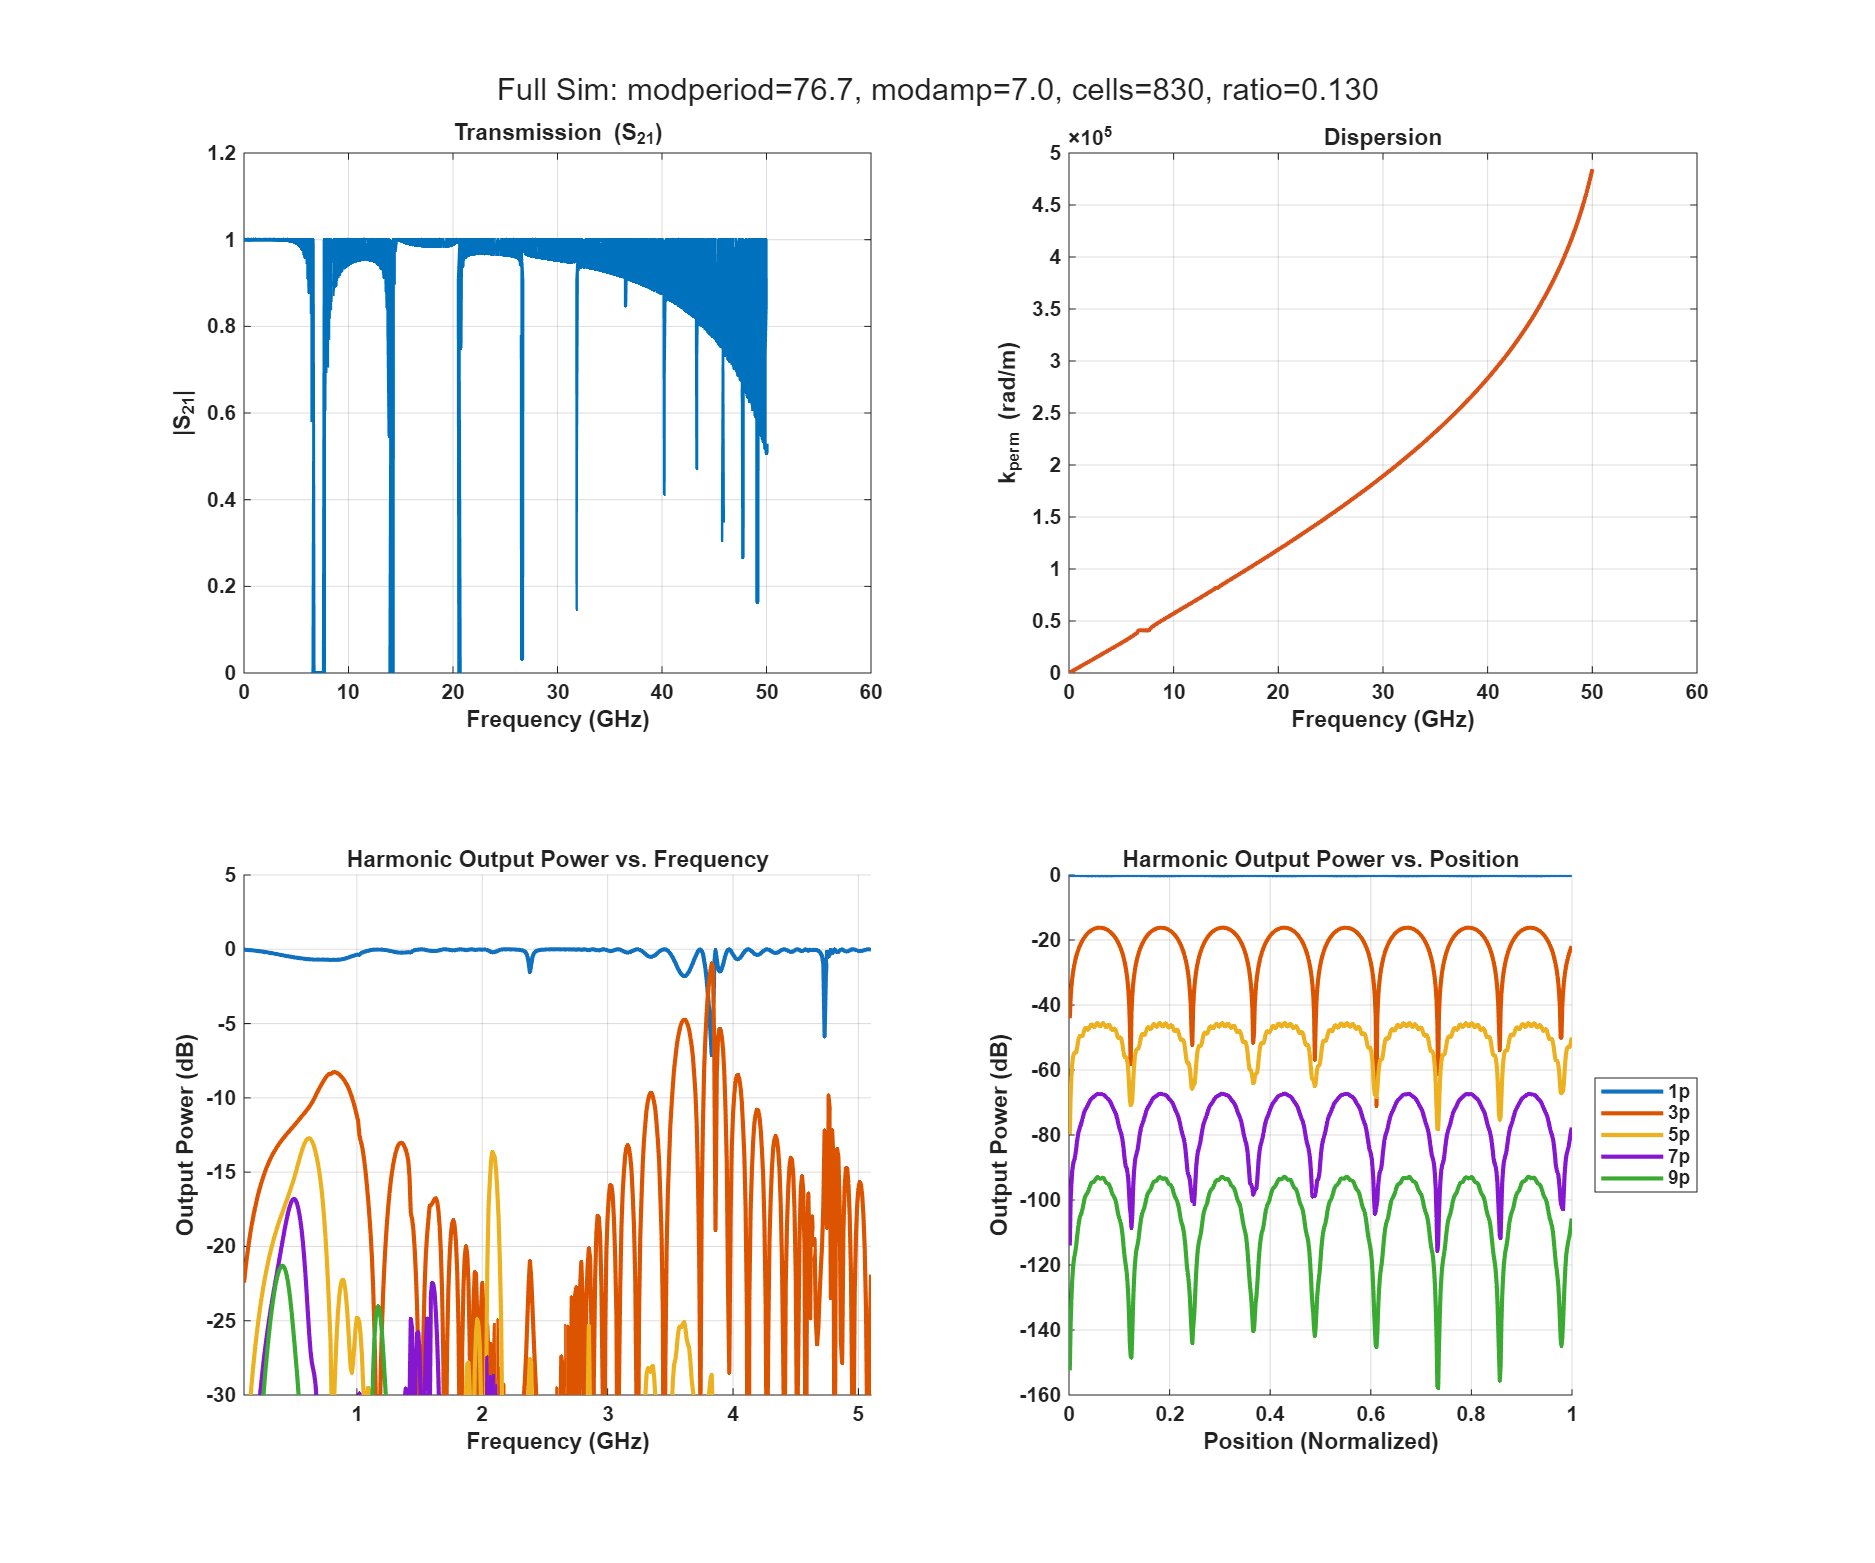 Full Sim: modperiod=76.7, modamp=7.0, cells=830, ratio=0.130
Transmission (S21)
1.2
1
0.8
0.6
0.4
0.2
0
|S21|
0 10 20 30 40 50 60
Frequency (GHz)
×10^5
Dispersion
5
4.5
4
3.5
3
2.5
2
1.5
1
0.5
0
kperm (rad/m)
0 10 20 30 40 50 60
Frequency (GHz)
Harmonic Output Power vs. Frequency
5
0
-5
-10
-15
-20
-25
-30
Output Power (dB)
1 2 3 4 5
Frequency (GHz)
Harmonic Output Power vs. Position
0
-20
-40
-60
-80
-100
-120
-140
-160
Output Power (dB)
0 0.2 0.4 0.6 0.8 1
Position (Normalized)
1p
3p
5p
7p
9p